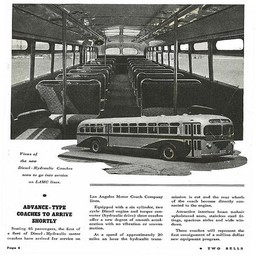 Views of
the new
Diesel-Hydraulic Coaches
soon to go into service
on LAMC lines.
ADVANCE-TYPE
COACHES TO ARRIVE
SHORTLY
Seating 45 passengers, the first of
a fleet of Diesel-Hydraulic motor
coaches have arrived for service on
Los Angeles Motor Coach Company
lines.
Equipped with a six cylinder, two
cycle Diesel engine and torque con-
verter (hydraulic drive) these coaches
offer a new degree of smooth accel-
eration with no vibration or uneven
motion.
At a speed of approximately 20
miles an hour the hydraulic trans-
mission is cut and the rear wheels
of the coach become directly con-
nected to the engine.
Attractive interiors boast
upholstered seats, stainless steel fit-
tings, spacious aisles and wide win-
dows.
These coaches will represent the
first consignment of a million dollar
new equipment program.
Page 8
TWO BELLS